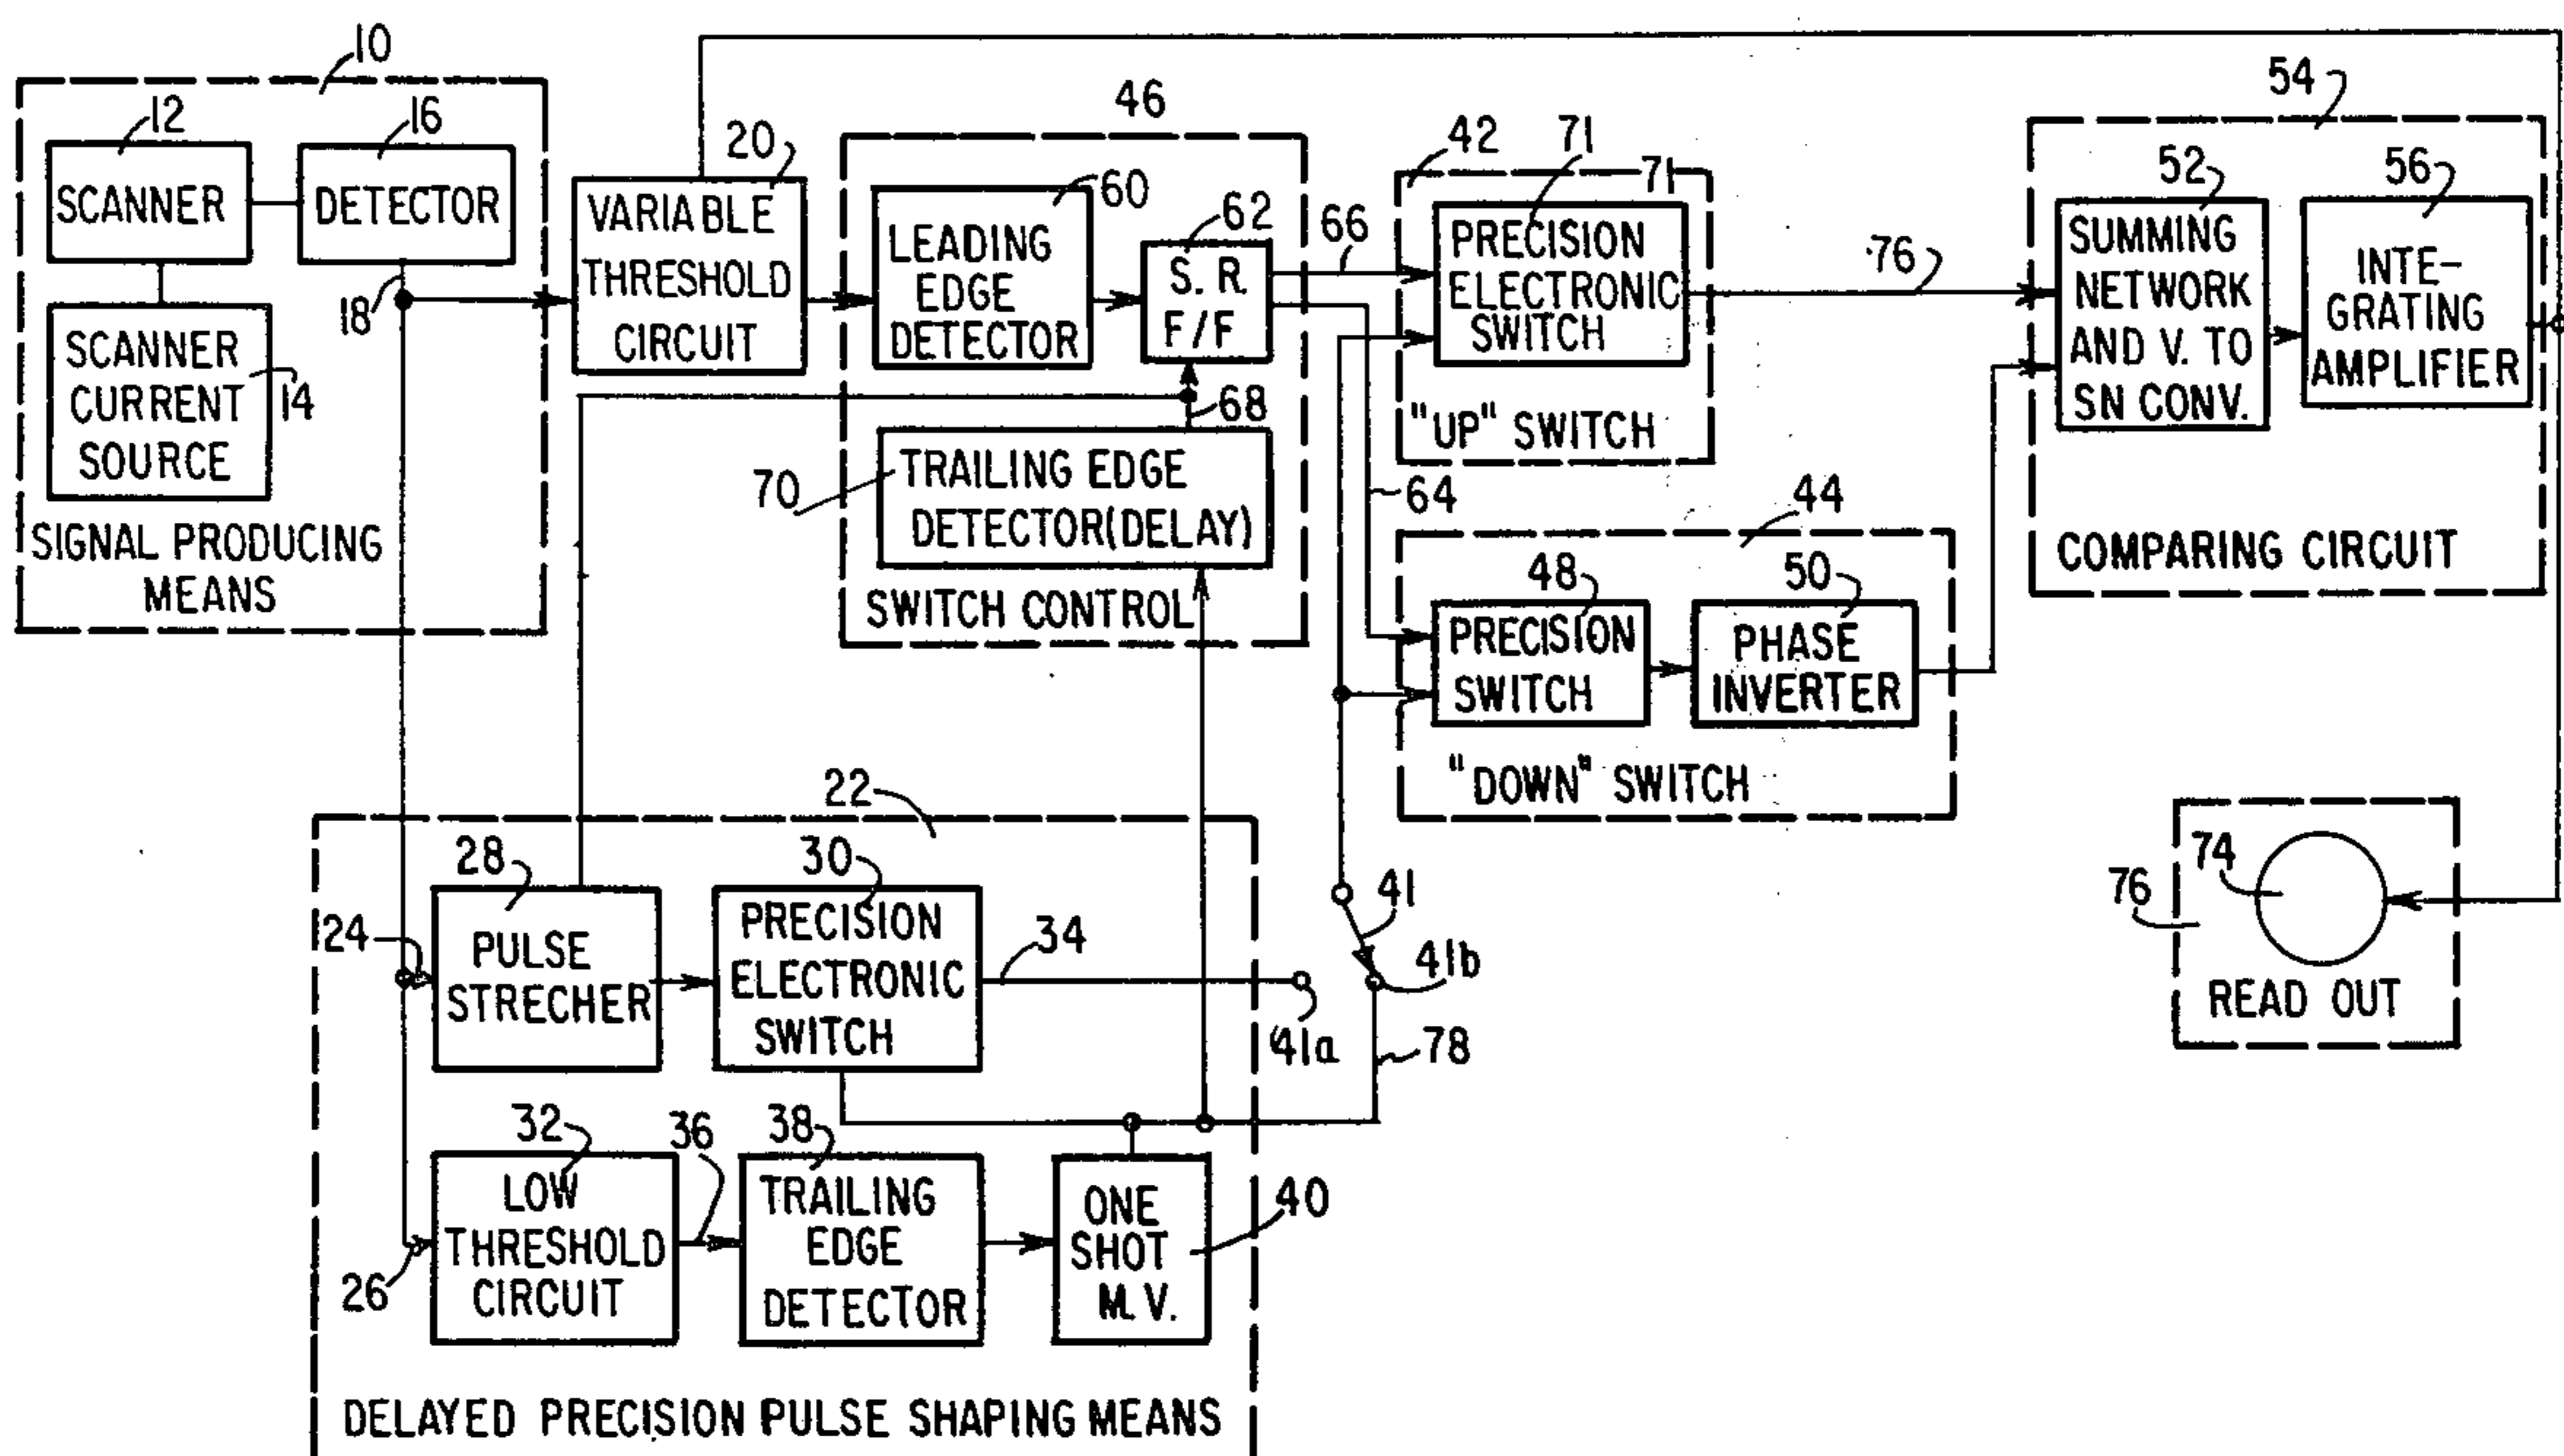 10
12
SCANNER
16
DETECTOR
18
SCANNER
CURRENT
SOURCE
14
SIGNAL PRODUCING
MEANS
20
VARIABLE
THRESHOLD
CIRCUIT
46
60
LEADING
EDGE
DETECTOR
62
S. R.
F/F
66
68
70
TRAILING EDGE
DETECTOR(DELAY)
SWITCH CONTROL
64
42
71
71
PRECISION
ELECTRONIC
SWITCH
"UP" SWITCH
76
44
48
PRECISION
SWITCH
50
PHASE
INVERTER
"DOWN" SWITCH
54
52
SUMMING
NETWORK
AND V. TO
SN CONV.
56
INTE-
GRATING
AMPLIFIER
COMPARING CIRCUIT
22
24
28
PULSE
STRECHER
30
PRECISION
ELECTRONIC
SWITCH
34
41
41a
41b
78
26
32
LOW
THRESHOLD
CIRCUIT
36
38
TRAILING
EDGE
DETECTOR
ONE
SHOT
M.V.
40
DELAYED PRECISION PULSE SHAPING MEANS
76
74
READ OUT